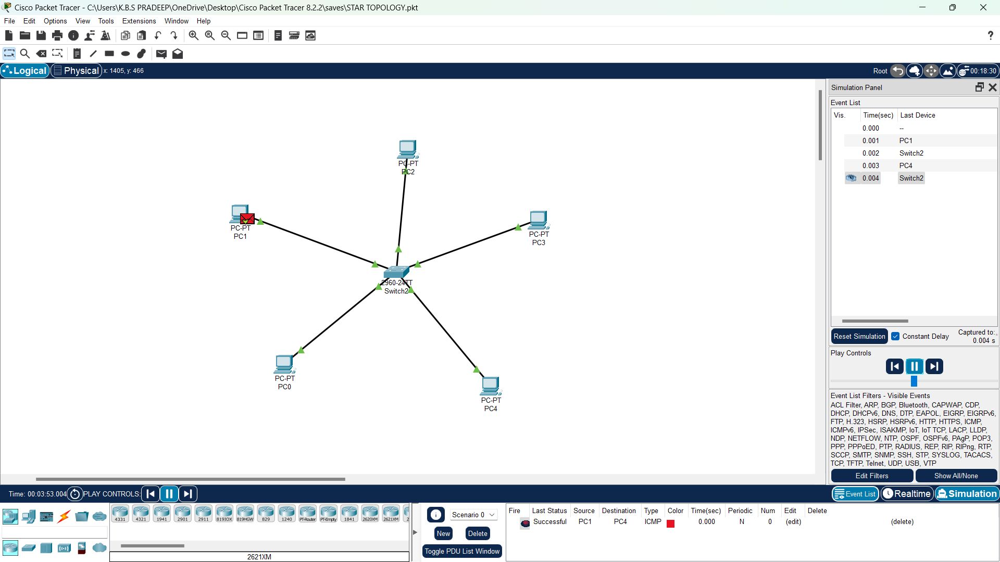 Cisco Packet Tracer - C:\Users\K.B.S PRADEEP\OneDrive\Desktop\Cisco Packet Tracer 8.2.2\saves\STAR TOPOLOGY.pkt
File Edit Options View Tools Extensions Window Help
Logical Physical x: 1405, y: 466
Root 00:18:30
PC-PT
PC2
PC-PT
PC1
PC-PT
PC3
2960-24TT
Switch2
PC-PT
PC0
PC-PT
PC4
Simulation Panel
Event List
Vis. Time(sec) Last Device
0.000 --
0.001 PC1
0.002 Switch2
0.003 PC4
0.004 Switch2
Reset Simulation Constant Delay Captured to:
0.004 s
Play Controls
Event List Filters - Visible Events
ACL Filter, ARP, BGP, Bluetooth, CAPWAP, CDP,
DHCP, DHCPv6, DNS, DTP, EAPOL, EIGRP, EIGRPv6,
FTP, H.323, HSRP, HSRPv6, HTTP, HTTPS, ICMP,
ICMPv6, IPSec, ISAKMP, IoT, IoT TCP, LACP, LLDP,
NDP, NETFLOW, NTP, OSPF, OSPFv6, PAgP, POP3,
PPP, PPPoED, PTP, RADIUS, REP, RIP, RIPng, RTP,
SCCP, SMTP, SNMP, SSH, STP, SYSLOG, TACACS,
TCP, TFTP, Telnet, UDP, USB, VTP
Edit Filters Show All/None
Time: 00:03:53.004 PLAY CONTROLS:
Event List Realtime Simulation
4331 4321 1941 2901 2911 819IOX 819HGW 829 1240 PT-Router PT-Empty 1841 2620XM 2621XM 2
2621XM
Scenario 0
New Delete
Toggle PDU List Window
Fire Last Status Source Destination Type Color Time(sec) Periodic Num Edit Delete
Successful PC1 PC4 ICMP 0.000 N 0 (edit) (delete)